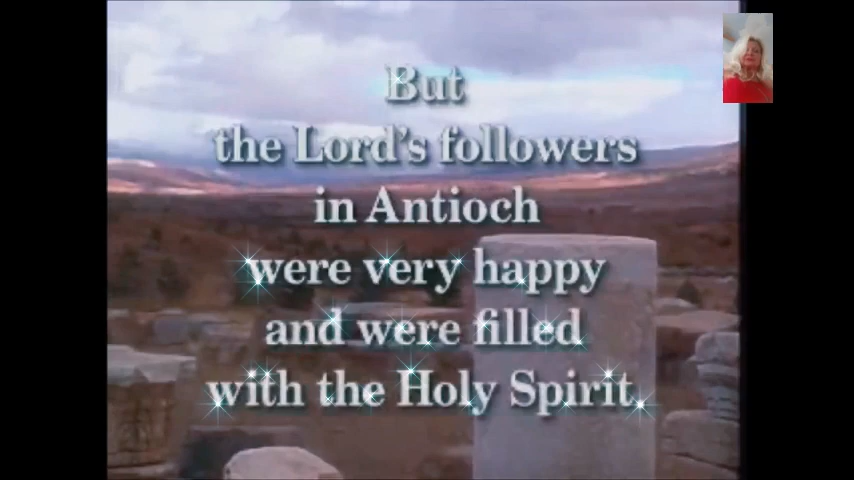 But
the Lord's followers
in Antioch
were very happy
and were filled
with the Holy Spirit.